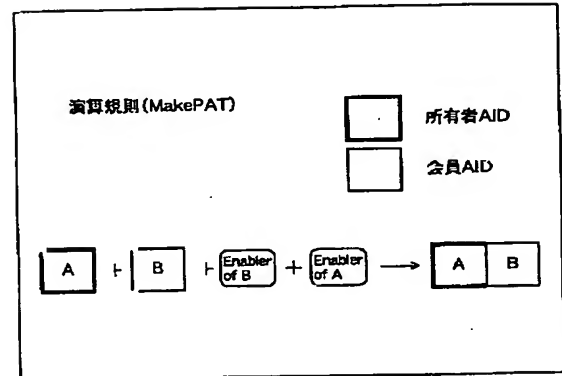 演算規則(MakePAT)
所有者AID
会員AID
A + B + Enabler of B + Enabler of A → A B